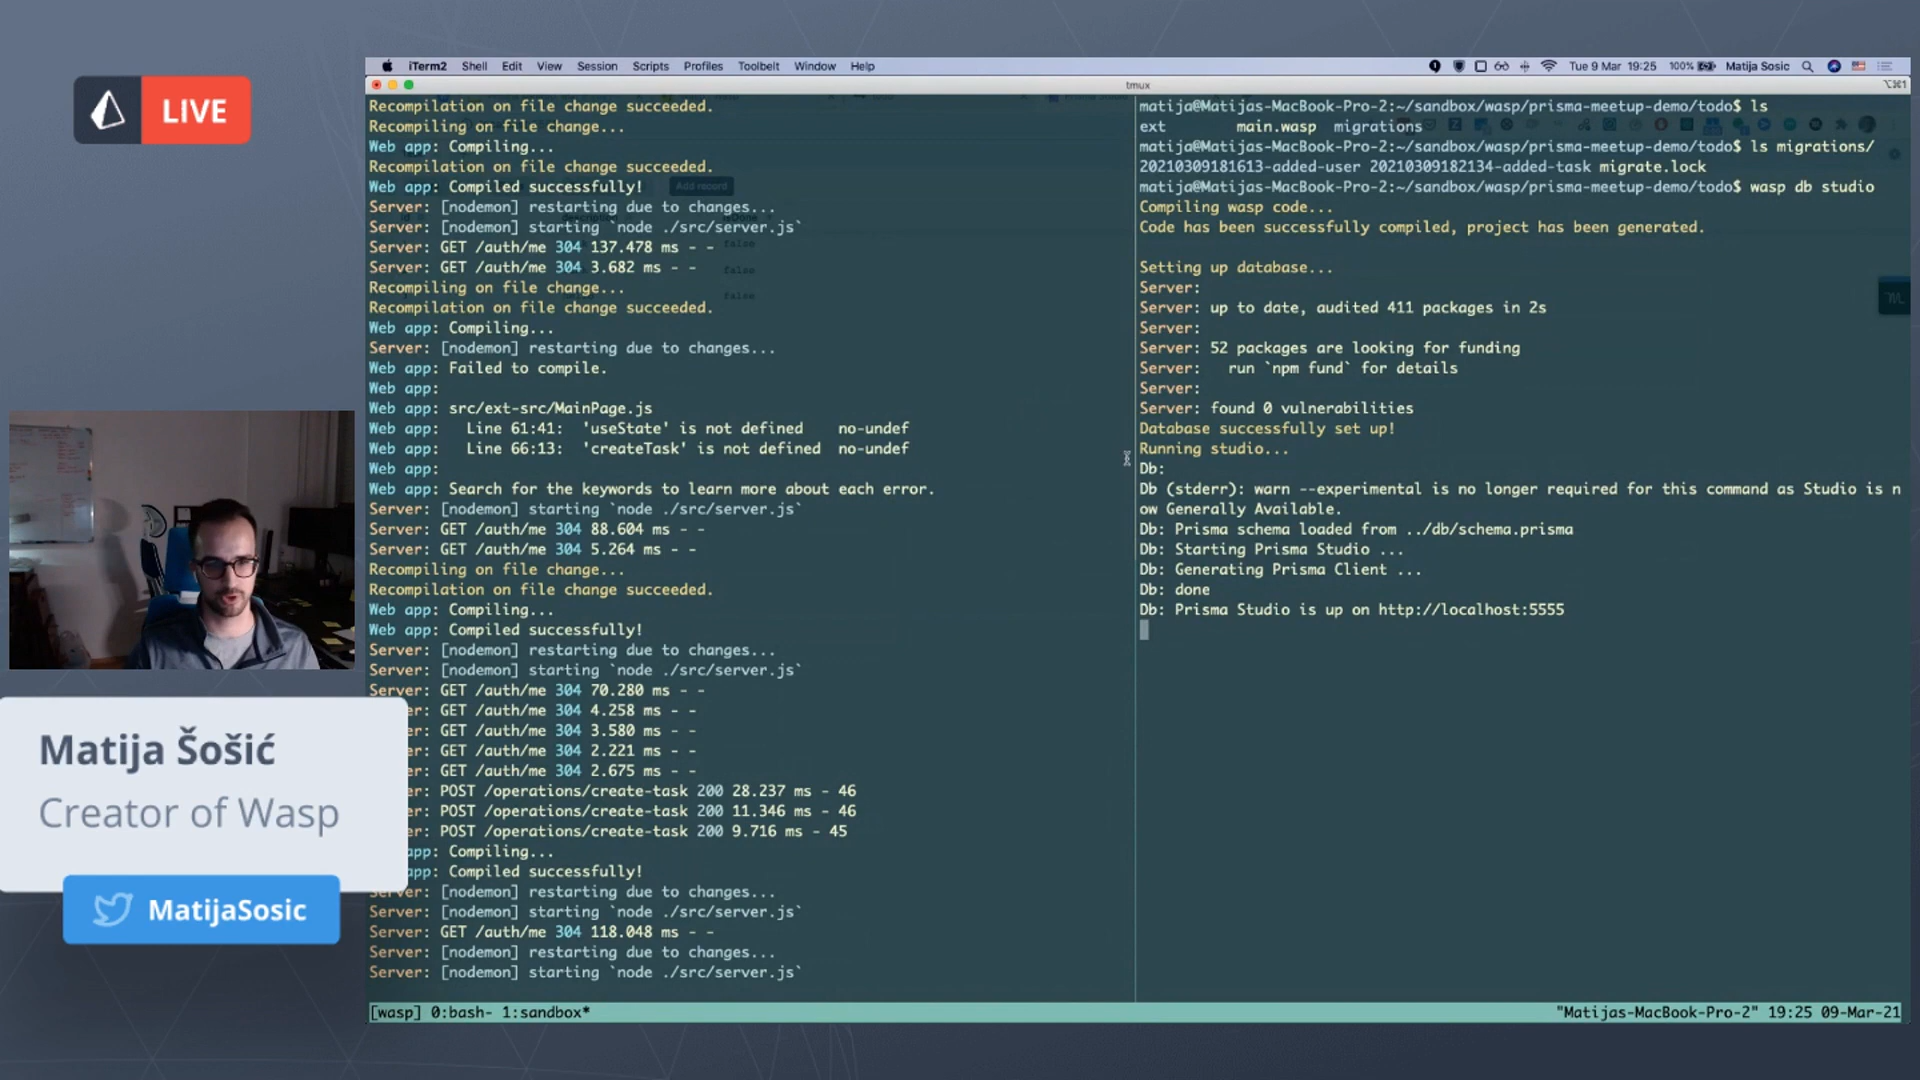 LIVE
iTerm2 Shell Edit View Session Scripts Profiles Toolbelt Window Help
Tue 9 Mar 19:25 100% Matija Sosic
tmux
⌥⌘1
Recompilation on file change succeeded.
Recompiling on file change...
Web app: Compiling...
Recompilation on file change succeeded.
Web app: Compiled successfully!
Add record
Server: [nodemon] restarting due to changes...
Server: [nodemon] starting `node ./src/server.js`
Server: GET /auth/me 304 137.478 ms - -
false
Server: GET /auth/me 304 3.682 ms - -
false
Recompiling on file change...
false
Recompilation on file change succeeded.
Web app: Compiling...
Server: [nodemon] restarting due to changes...
Web app: Failed to compile.
Web app:
Web app: src/ext-src/MainPage.js
Web app:   Line 61:41:  'useState' is not defined    no-undef
Web app:   Line 66:13:  'createTask' is not defined  no-undef
Web app:
Web app: Search for the keywords to learn more about each error.
Server: [nodemon] starting `node ./src/server.js`
Server: GET /auth/me 304 88.604 ms - -
Server: GET /auth/me 304 5.264 ms - -
Recompiling on file change...
Recompilation on file change succeeded.
Web app: Compiling...
Web app: Compiled successfully!
Server: [nodemon] restarting due to changes...
Server: [nodemon] starting `node ./src/server.js`
Server: GET /auth/me 304 70.280 ms - -
er: GET /auth/me 304 4.258 ms - -
er: GET /auth/me 304 3.580 ms - -
er: GET /auth/me 304 2.221 ms - -
er: GET /auth/me 304 2.675 ms - -
er: POST /operations/create-task 200 28.237 ms - 46
er: POST /operations/create-task 200 11.346 ms - 46
er: POST /operations/create-task 200 9.716 ms - 45
app: Compiling...
app: Compiled successfully!
Server: [nodemon] restarting due to changes...
Server: [nodemon] starting `node ./src/server.js`
Server: GET /auth/me 304 118.048 ms - -
Server: [nodemon] restarting due to changes...
Server: [nodemon] starting `node ./src/server.js`
matija@Matijas-MacBook-Pro-2:~/sandbox/wasp/prisma-meetup-demo/todo$ ls
ext        main.wasp  migrations
matija@Matijas-MacBook-Pro-2:~/sandbox/wasp/prisma-meetup-demo/todo$ ls migrations/
20210309181613-added-user 20210309182134-added-task migrate.lock
matija@Matijas-MacBook-Pro-2:~/sandbox/wasp/prisma-meetup-demo/todo$ wasp db studio
Compiling wasp code...
Code has been successfully compiled, project has been generated.
Setting up database...
Server:
Server: up to date, audited 411 packages in 2s
Server:
Server: 52 packages are looking for funding
Server:   run `npm fund` for details
Server:
Server: found 0 vulnerabilities
Database successfully set up!
Running studio...
Db:
Db (stderr): warn --experimental is no longer required for this command as Studio is n
ow Generally Available.
Db: Prisma schema loaded from ../db/schema.prisma
Db: Starting Prisma Studio ...
Db: Generating Prisma Client ...
Db: done
Db: Prisma Studio is up on http://localhost:5555
[wasp] 0:bash- 1:sandbox*
"Matijas-MacBook-Pro-2" 19:25 09-Mar-21
Matija Šošić
Creator of Wasp
MatijaSosic